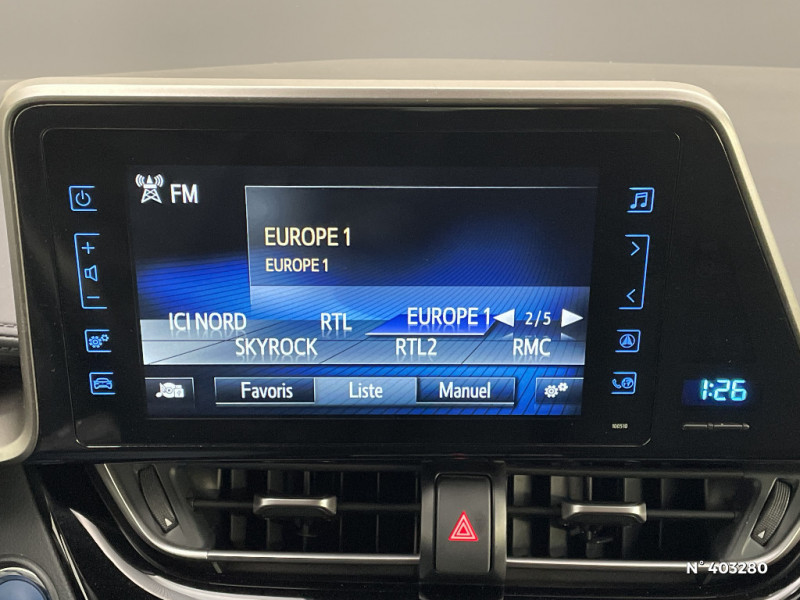 FM
EUROPE 1
EUROPE 1
ICI NORD RTL EUROPE 1 2/5
SKYROCK RTL2 RMC
Favoris Liste Manuel
1:26
N° 403280